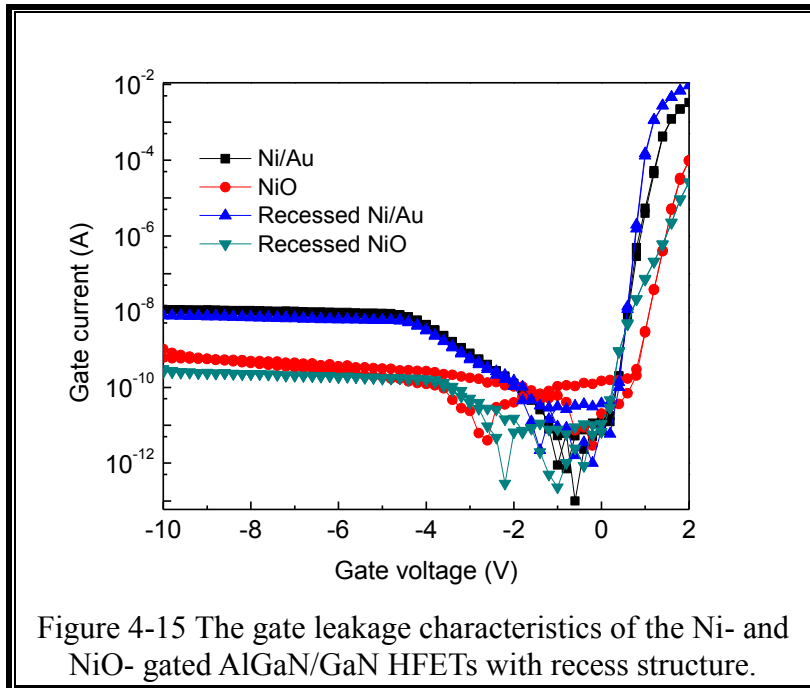 10^-2
10^-4
10^-6
10^-8
10^-10
10^-12
Gate current (A)
Ni/Au
NiO
Recessed Ni/Au
Recessed NiO
-10 -8 -6 -4 -2 0 2
Gate voltage (V)
Figure 4-15 The gate leakage characteristics of the Ni- and
NiO- gated AlGaN/GaN HFETs with recess structure.